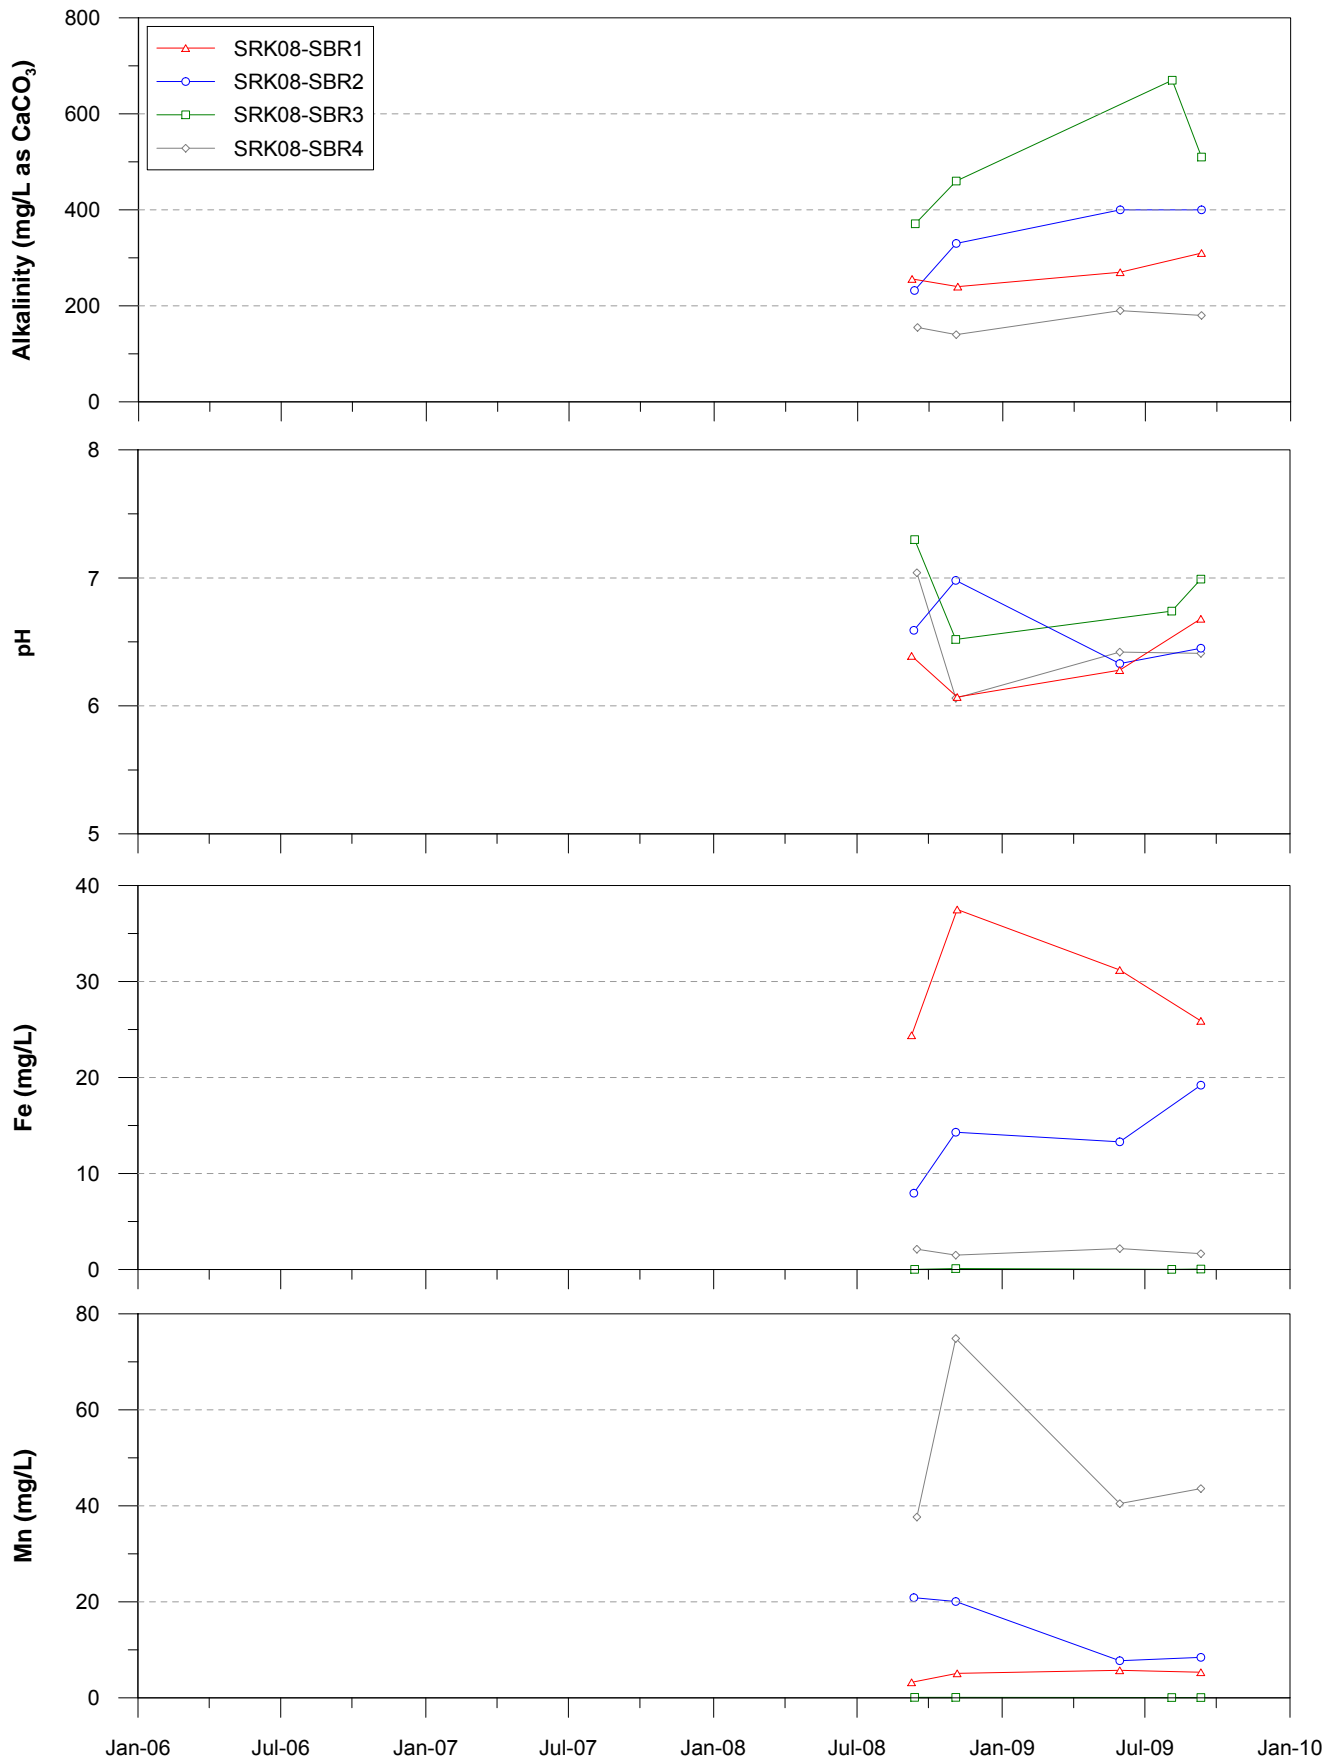 800
600
400
200
0
Alkalinity (mg/L as CaCO₃)
SRK08-SBR1
SRK08-SBR2
SRK08-SBR3
SRK08-SBR4
8
7
6
5
pH
40
30
20
10
0
Fe (mg/L)
80
60
40
20
0
Mn (mg/L)
Jan-06 Jul-06 Jan-07 Jul-07 Jan-08 Jul-08 Jan-09 Jul-09 Jan-10